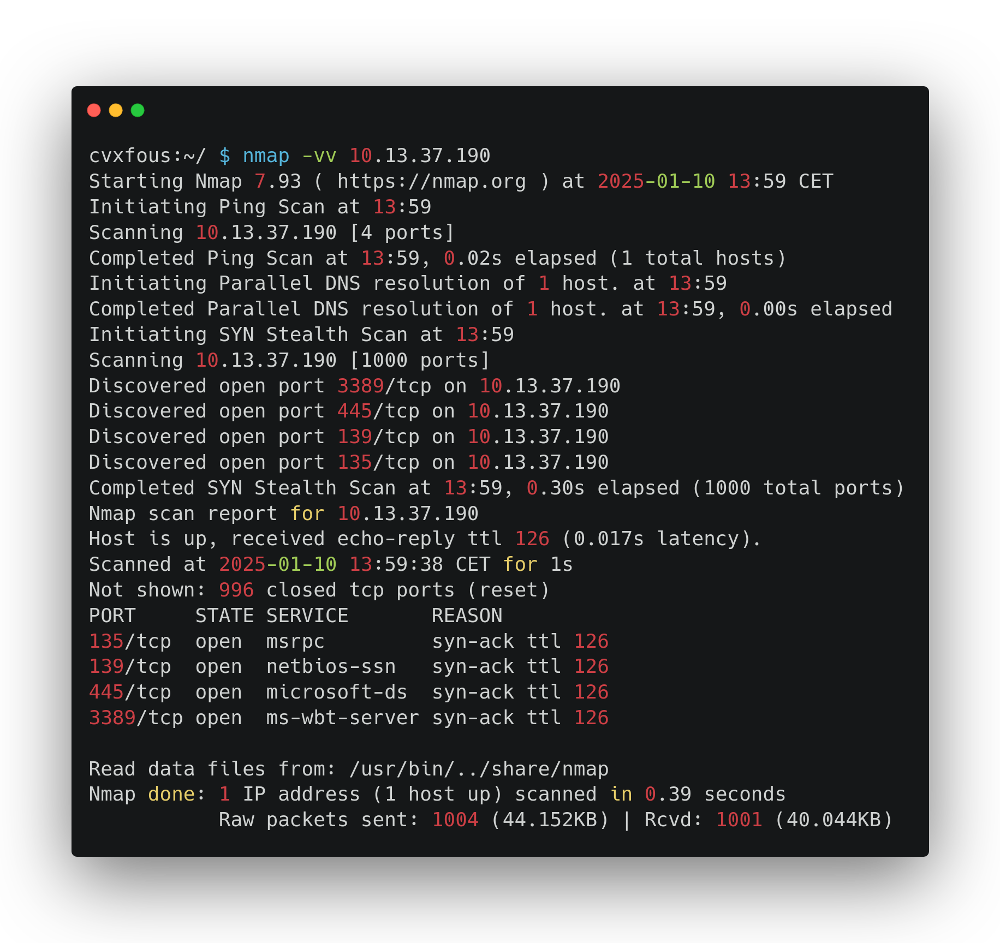 cvxfous:~/ $ nmap -vv 10.13.37.190
Starting Nmap 7.93 ( https://nmap.org ) at 2025-01-10 13:59 CET
Initiating Ping Scan at 13:59
Scanning 10.13.37.190 [4 ports]
Completed Ping Scan at 13:59, 0.02s elapsed (1 total hosts)
Initiating Parallel DNS resolution of 1 host. at 13:59
Completed Parallel DNS resolution of 1 host. at 13:59, 0.00s elapsed
Initiating SYN Stealth Scan at 13:59
Scanning 10.13.37.190 [1000 ports]
Discovered open port 3389/tcp on 10.13.37.190
Discovered open port 445/tcp on 10.13.37.190
Discovered open port 139/tcp on 10.13.37.190
Discovered open port 135/tcp on 10.13.37.190
Completed SYN Stealth Scan at 13:59, 0.30s elapsed (1000 total ports)
Nmap scan report for 10.13.37.190
Host is up, received echo-reply ttl 126 (0.017s latency).
Scanned at 2025-01-10 13:59:38 CET for 1s
Not shown: 996 closed tcp ports (reset)
PORT     STATE SERVICE       REASON
135/tcp  open  msrpc         syn-ack ttl 126
139/tcp  open  netbios-ssn   syn-ack ttl 126
445/tcp  open  microsoft-ds  syn-ack ttl 126
3389/tcp open  ms-wbt-server syn-ack ttl 126
Read data files from: /usr/bin/../share/nmap
Nmap done: 1 IP address (1 host up) scanned in 0.39 seconds
           Raw packets sent: 1004 (44.152KB) | Rcvd: 1001 (40.044KB)